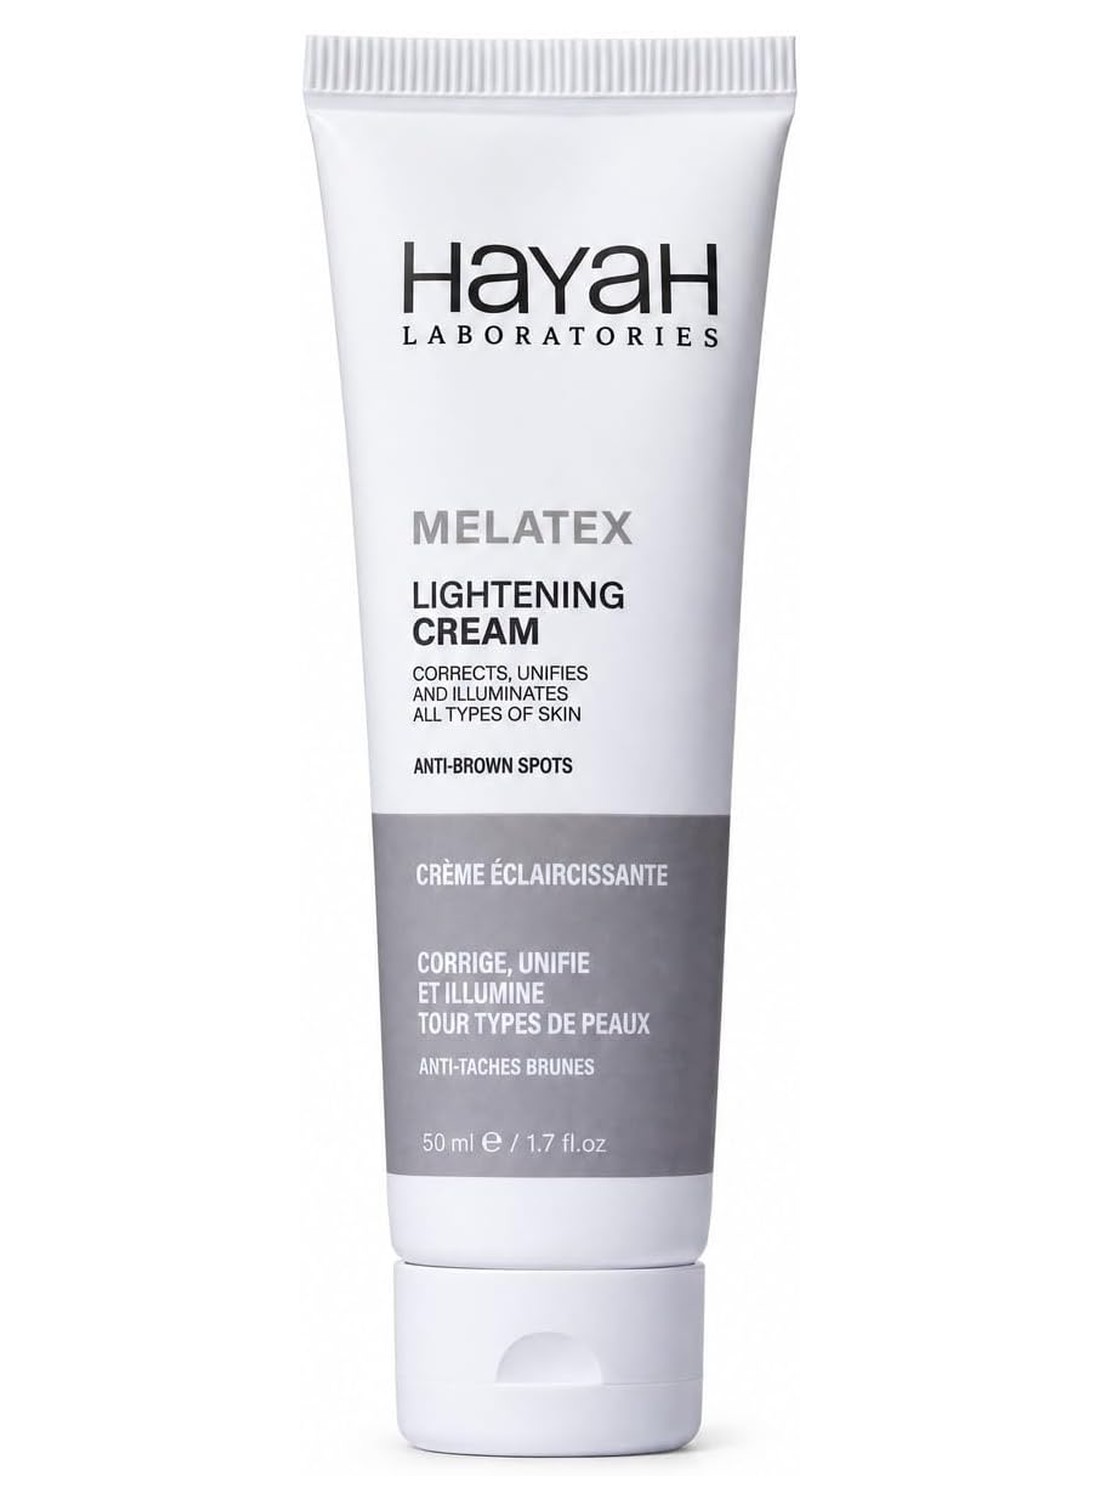 HaYaH
LABORATORIES
MELATEX
LIGHTENING
CREAM
CORRECTS, UNIFIES
AND ILLUMINATES
ALL TYPES OF SKIN
ANTI-BROWN SPOTS
CRÈME ÉCLAIRCISSANTE
CORRIGE, UNIFIE
ET ILLUMINE
TOUR TYPES DE PEAUX
ANTI-TACHES BRUNES
50 ml ℮ / 1.7 fl.oz